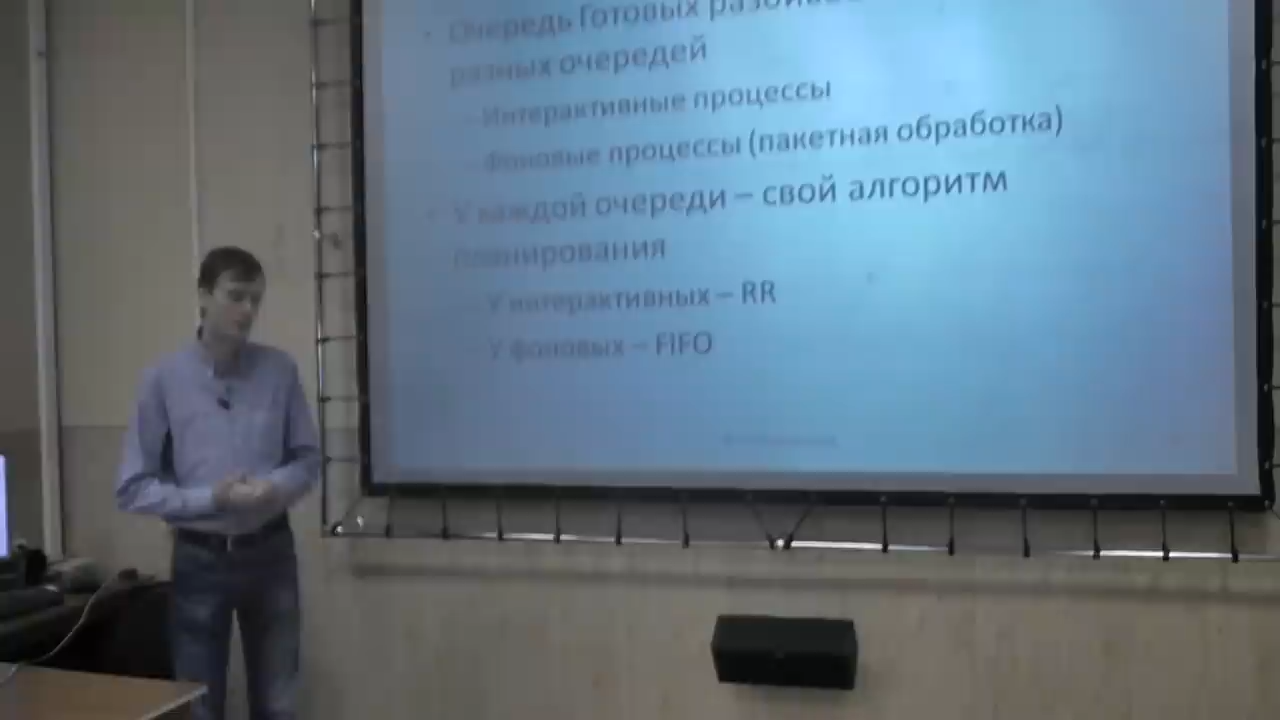 Очередь Готовых
разных очередей
Интерактивные процессы
Фоновые процессы (пакетная обработка)
У каждой очереди – свой алгоритм
планирования
У интерактивных – RR
У фоновых – FIFO